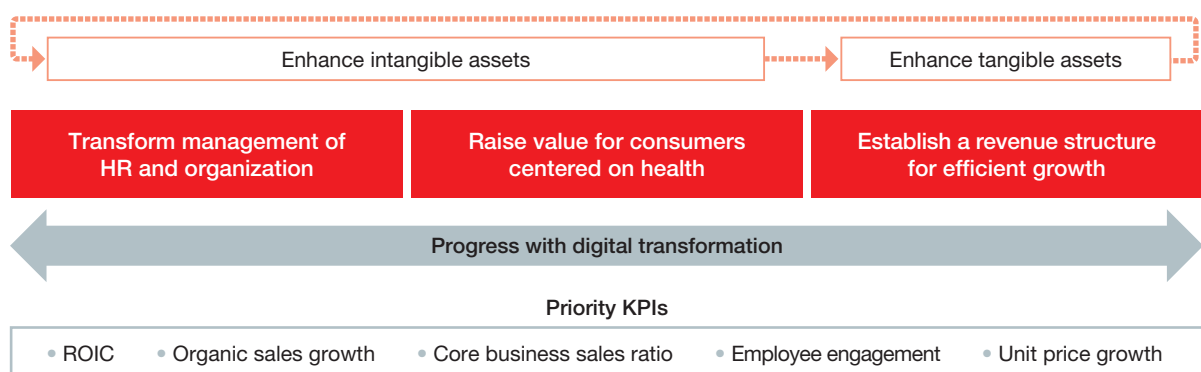 Enhance intangible assets
Enhance tangible assets
Transform management of
HR and organization
Raise value for consumers
centered on health
Establish a revenue structure
for efficient growth
Progress with digital transformation
Priority KPIs
• ROIC • Organic sales growth • Core business sales ratio • Employee engagement • Unit price growth